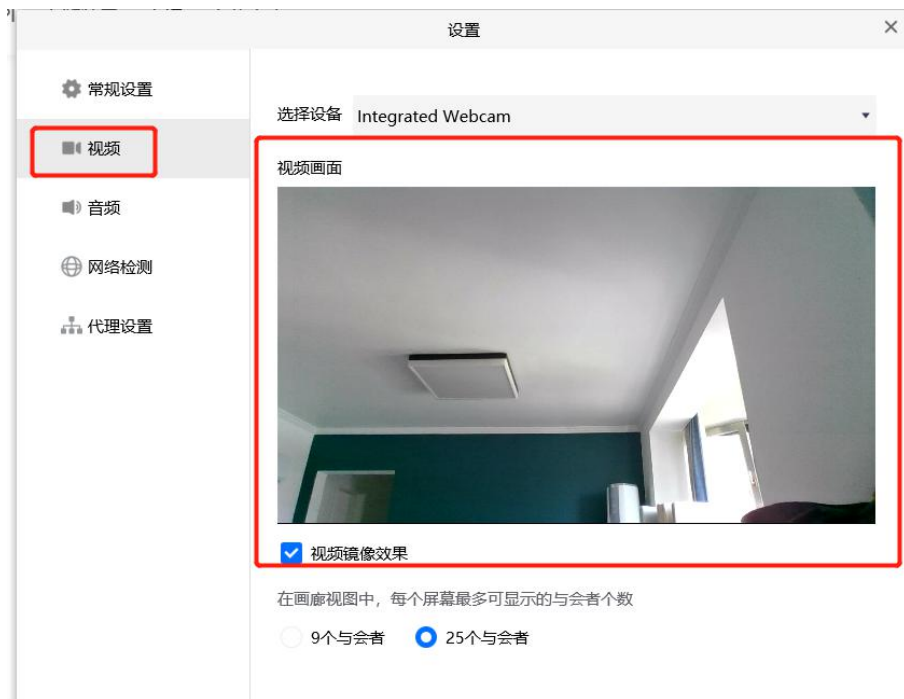 设置
常规设置
视频
音频
网络检测
代理设置
选择设备 Integrated Webcam
视频画面
视频镜像效果
在画廊视图中，每个屏幕最多可显示的与会者个数
9个与会者 25个与会者